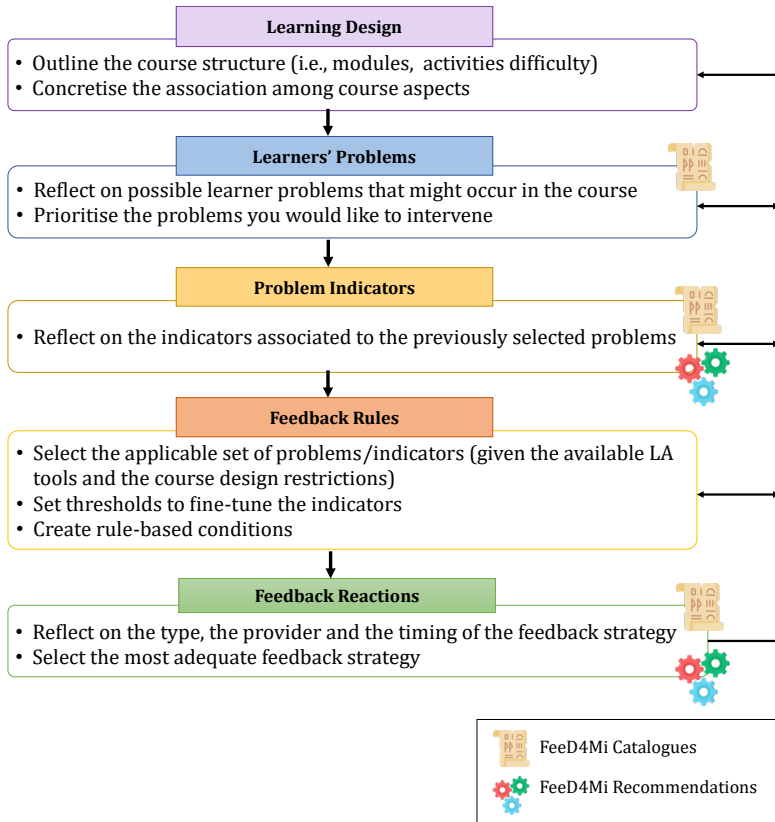 Learning Design
• Outline the course structure (i.e., modules, activities difficulty)
• Concretise the association among course aspects
Learners' Problems
• Reflect on possible learner problems that might occur in the course
• Prioritise the problems you would like to intervene
Problem Indicators
• Reflect on the indicators associated to the previously selected problems
Feedback Rules
• Select the applicable set of problems/indicators (given the available LA
tools and the course design restrictions)
• Set thresholds to fine-tune the indicators
• Create rule-based conditions
Feedback Reactions
• Reflect on the type, the provider and the timing of the feedback strategy
• Select the most adequate feedback strategy
FeeD4Mi Catalogues
FeeD4Mi Recommendations